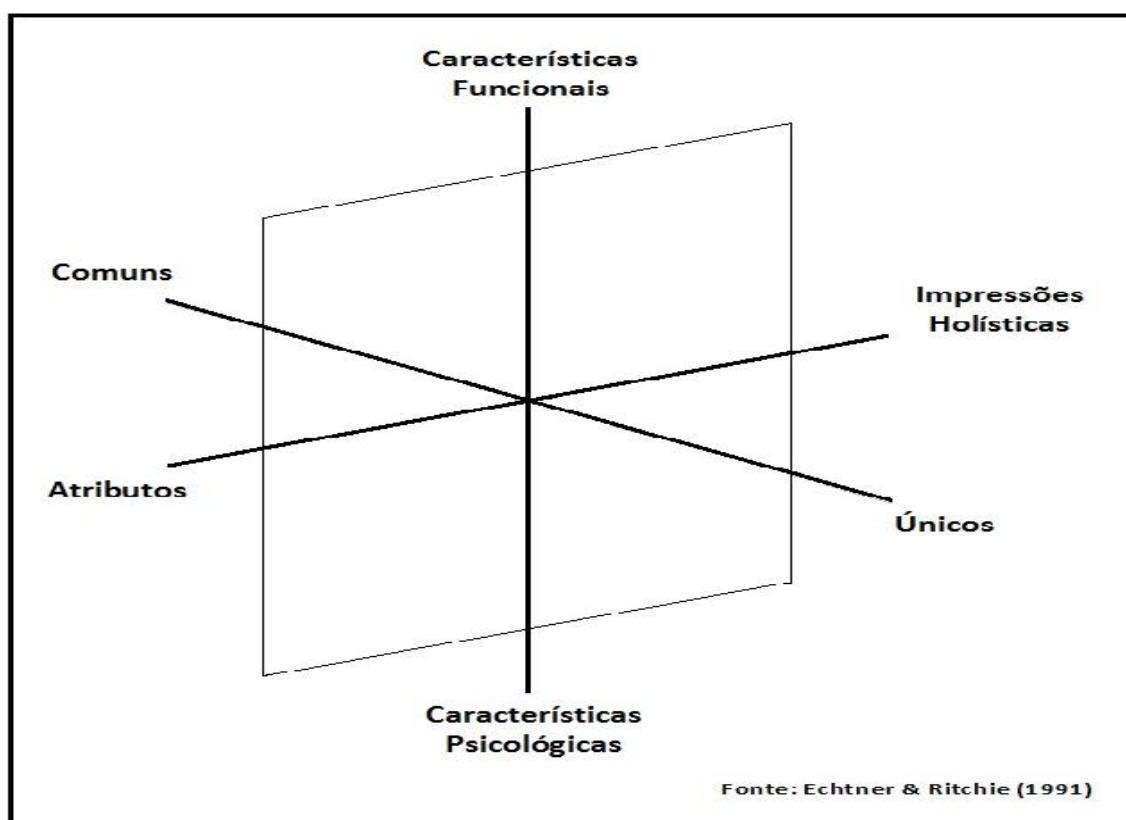 Características
Funcionais
Comuns
Impressões
Holísticas
Atributos
Únicos
Características
Psicológicas
Fonte: Echtner & Ritchie (1991)